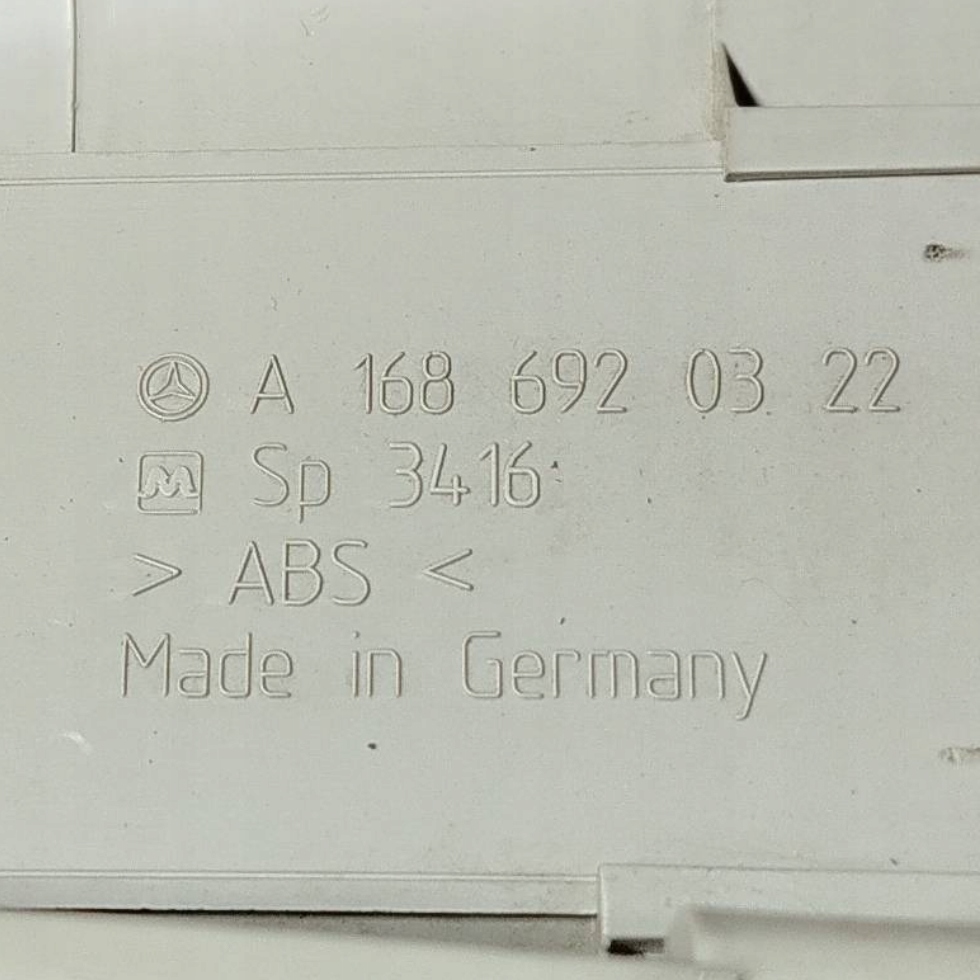 A 168 692 03 22
M Sp 3416
> ABS <
Made in Germany